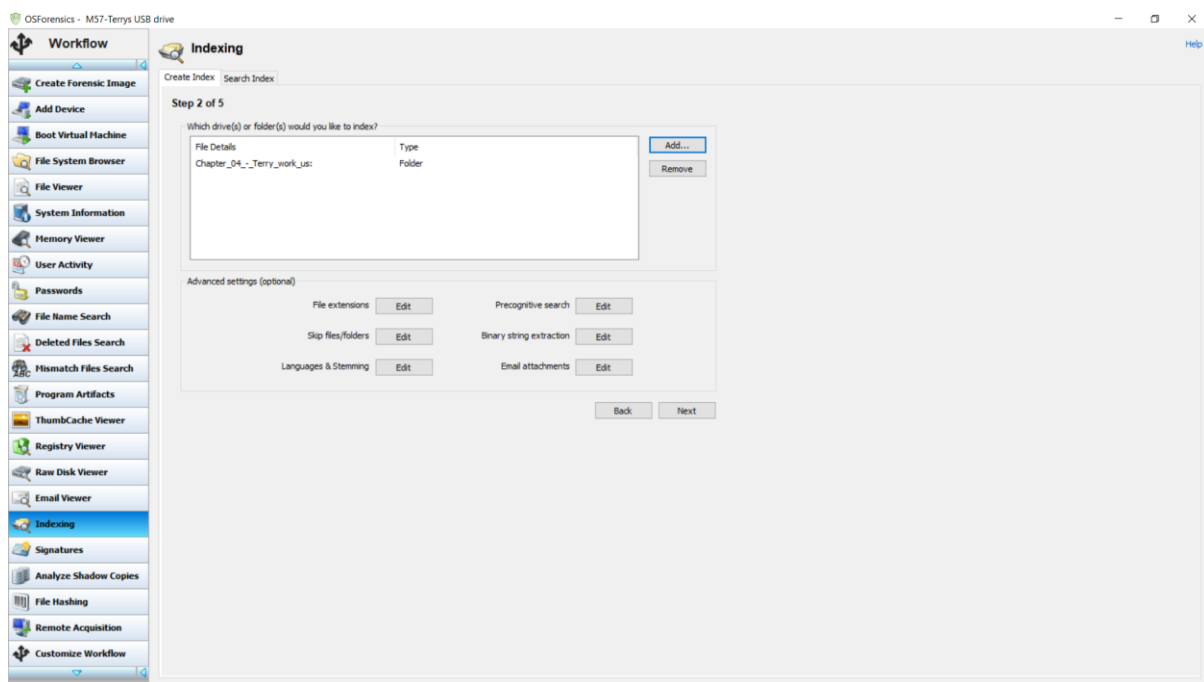 OSForensics - M57-Terrys USB drive
Workflow
Create Forensic Image
Add Device
Boot Virtual Machine
File System Browser
File Viewer
System Information
Memory Viewer
User Activity
Passwords
File Name Search
Deleted Files Search
Mismatch Files Search
Program Artifacts
ThumbCache Viewer
Registry Viewer
Raw Disk Viewer
Email Viewer
Indexing
Signatures
Analyze Shadow Copies
File Hashing
Remote Acquisition
Customize Workflow
Indexing
Help
Create Index Search Index
Step 2 of 5
Which drive(s) or folder(s) would you like to index?
File Details Type
Chapter_04_-_Terry_work_us: Folder
Add...
Remove
Advanced settings (optional)
File extensions Edit Precognitive search Edit
Skip files/folders Edit Binary string extraction Edit
Languages & Stemming Edit Email attachments Edit
Back Next